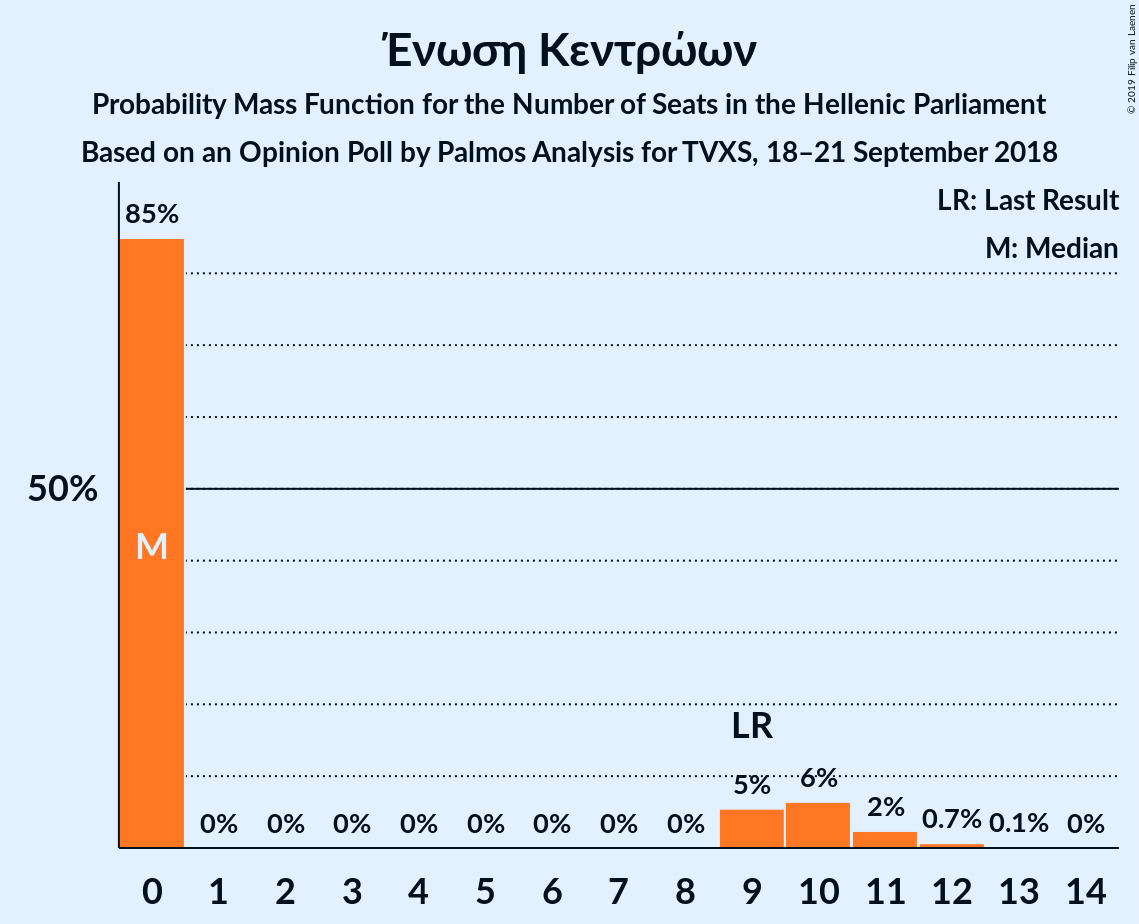 Ένωση Κεντρώων
Probability Mass Function for the Number of Seats in the Hellenic Parliament
Based on an Opinion Poll by Palmos Analysis for TVXS, 18–21 September 2018
© 2019 Filip van Laenen
LR: Last Result
M: Median
85%
50%
M
LR
0% 0% 0% 0% 0% 0% 0% 0% 5% 6% 2% 0.7% 0.1% 0%
0 1 2 3 4 5 6 7 8 9 10 11 12 13 14